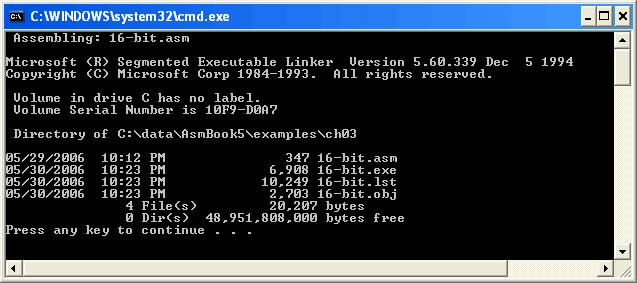 C:\WINDOWS\system32\cmd.exe
Assembling: 16-bit.asm
Microsoft (R) Segmented Executable Linker  Version 5.60.339 Dec  5 1994
Copyright (C) Microsoft Corp 1984-1993.  All rights reserved.
Volume in drive C has no label.
Volume Serial Number is 10F9-D0A7
Directory of C:\data\AsmBook5\examples\ch03
05/29/2006  10:12 PM               347 16-bit.asm
05/30/2006  10:23 PM             6,908 16-bit.exe
05/30/2006  10:23 PM            10,249 16-bit.lst
05/30/2006  10:23 PM             2,703 16-bit.obj
4 File(s)         20,207 bytes
0 Dir(s)  48,951,808,000 bytes free
Press any key to continue . . .